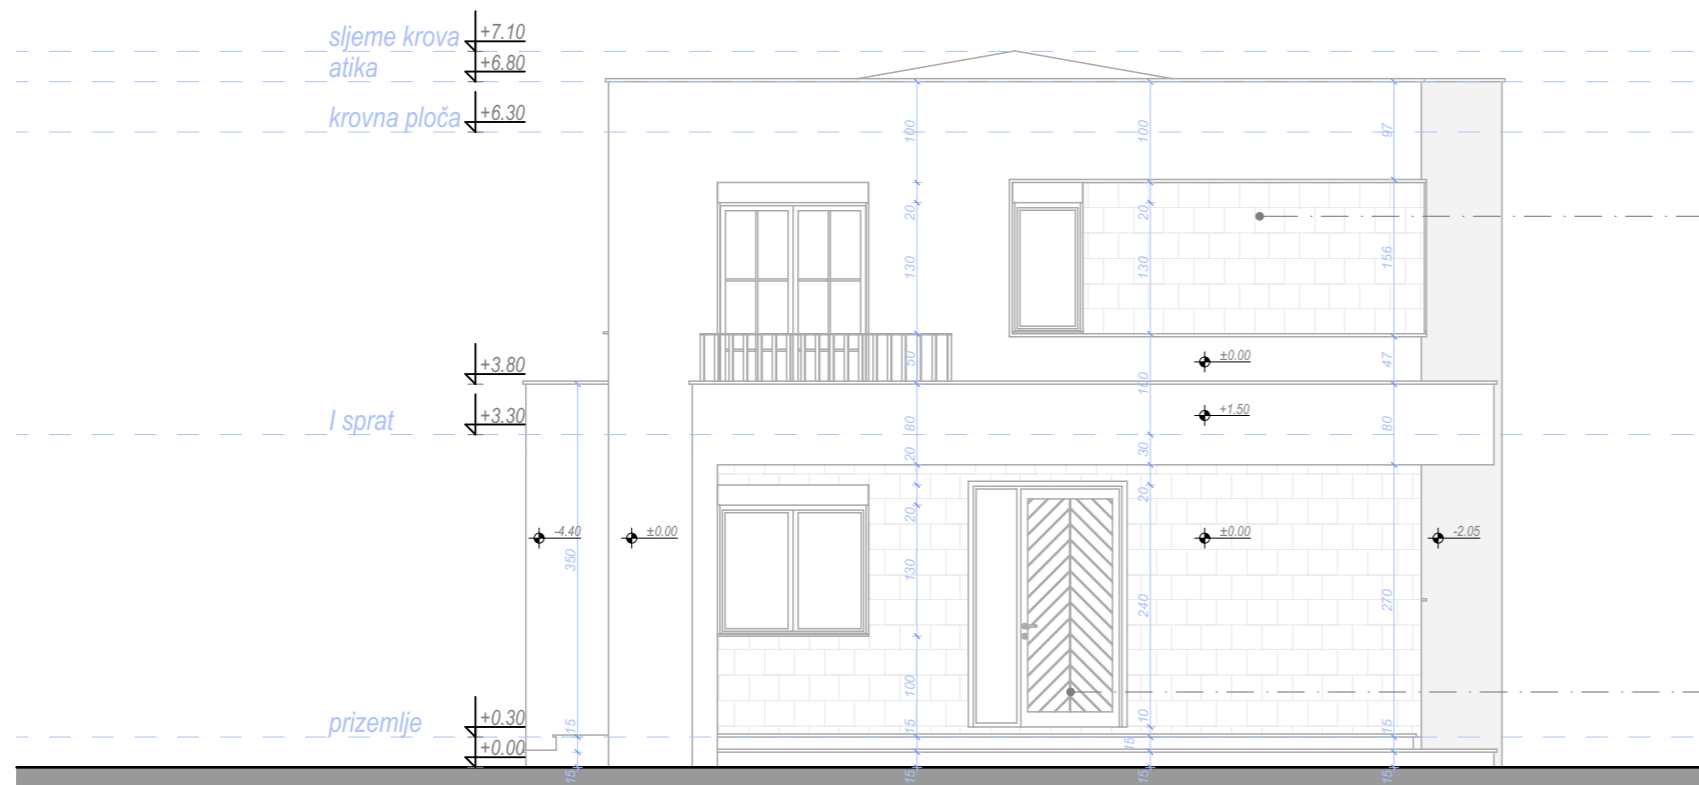 sljeme krova +7.10
atika +6.80
krovna ploča +6.30
100 100 97
20 20
130 130 156
±0.00
+3.80
50 100 47
+1.50
I sprat +3.30
80 80
20 30
20
20
-4.40 ±0.00 ±0.00 -2.05
350 130
240 270
100
prizemlje +0.30
15 15 10 15
+0.00
15
15 15 15 15